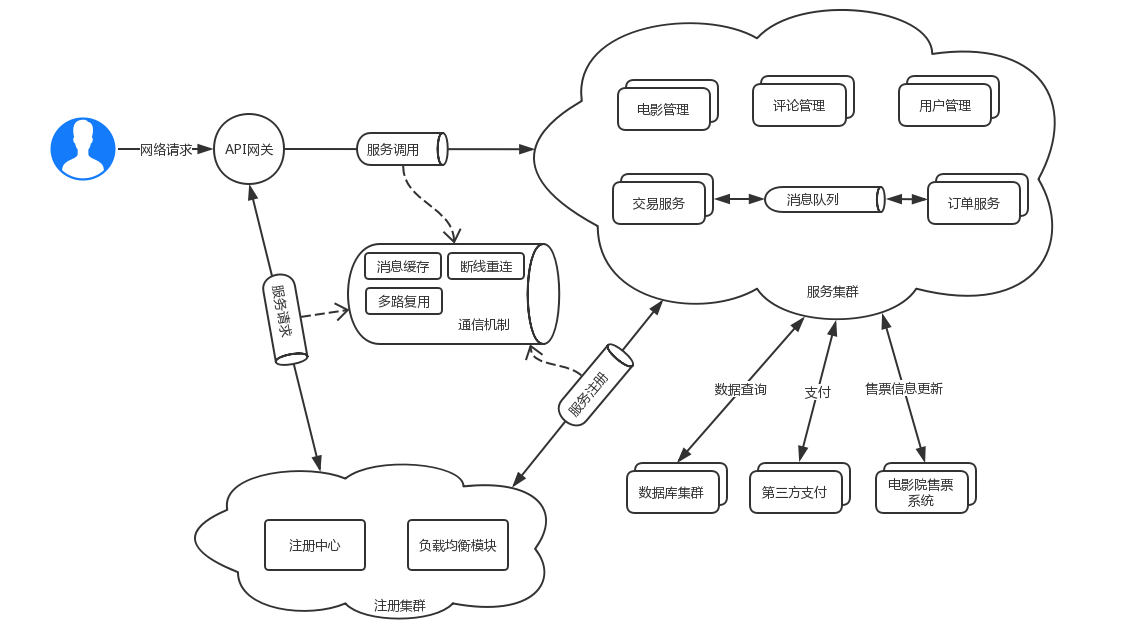 电影管理
评论管理
用户管理
网络请求
API网关
服务调用
交易服务
消息队列
订单服务
消息缓存
断线重连
多路复用
通信机制
服务请求
服务集群
服务注册
数据查询
支付
售票信息更新
数据库集群
第三方支付
电影院售票
系统
注册中心
负载均衡模块
注册集群